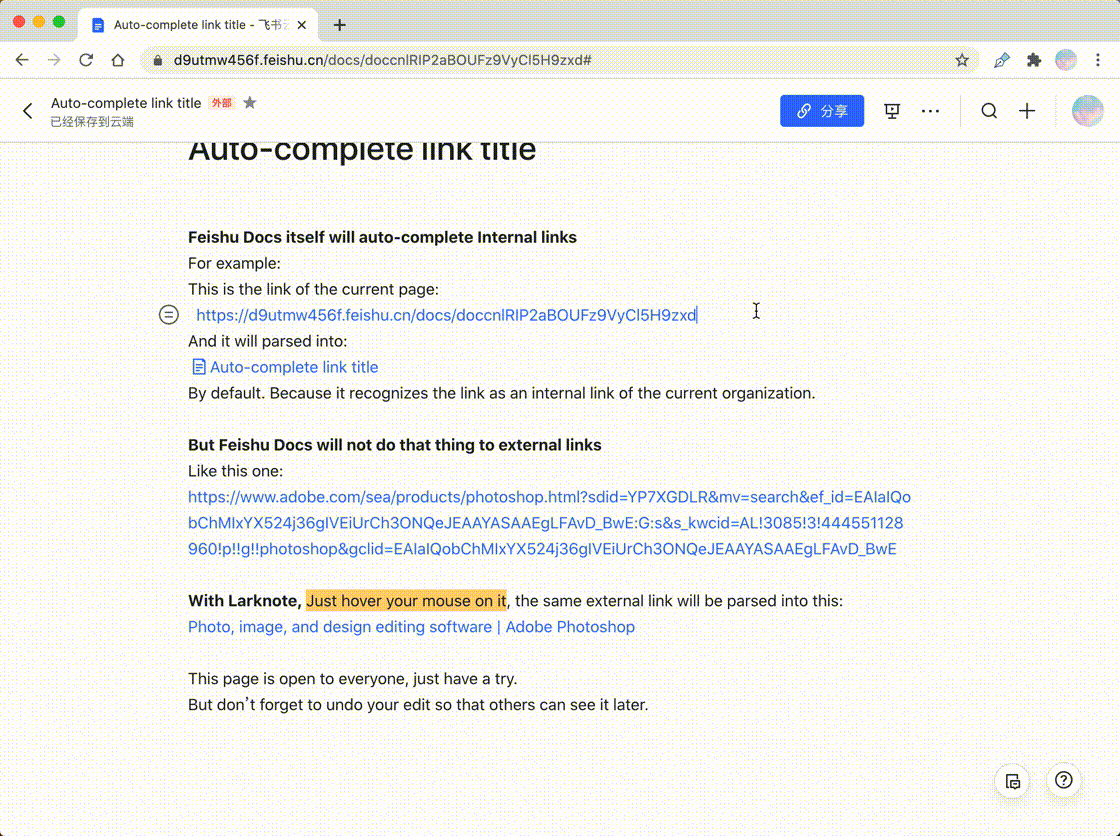 Auto-complete link title - 飞书
d9utmw456f.feishu.cn/docs/doccnlRIP2aBOUFz9VyCl5H9zxd#
Auto-complete link title 外部
已经保存到云端
分享
Auto-complete link title
Feishu Docs itself will auto-complete Internal links
For example:
This is the link of the current page:
https://d9utmw456f.feishu.cn/docs/doccnlRIP2aBOUFz9VyCl5H9zxd
And it will parsed into:
Auto-complete link title
By default. Because it recognizes the link as an internal link of the current organization.
But Feishu Docs will not do that thing to external links
Like this one:
https://www.adobe.com/sea/products/photoshop.html?sdid=YP7XGDLR&mv=search&ef_id=EAIaIQo
bChMIxYX524j36gIVEiUrCh3ONQeJEAAYASAAEgLFAvD_BwE:G:s&s_kwcid=AL!3085!3!444551128
960!p!!g!!photoshop&gclid=EAIaIQobChMIxYX524j36gIVEiUrCh3ONQeJEAAYASAAEgLFAvD_BwE
With Larknote, Just hover your mouse on it, the same external link will be parsed into this:
Photo, image, and design editing software | Adobe Photoshop
This page is open to everyone, just have a try.
But don't forget to undo your edit so that others can see it later.